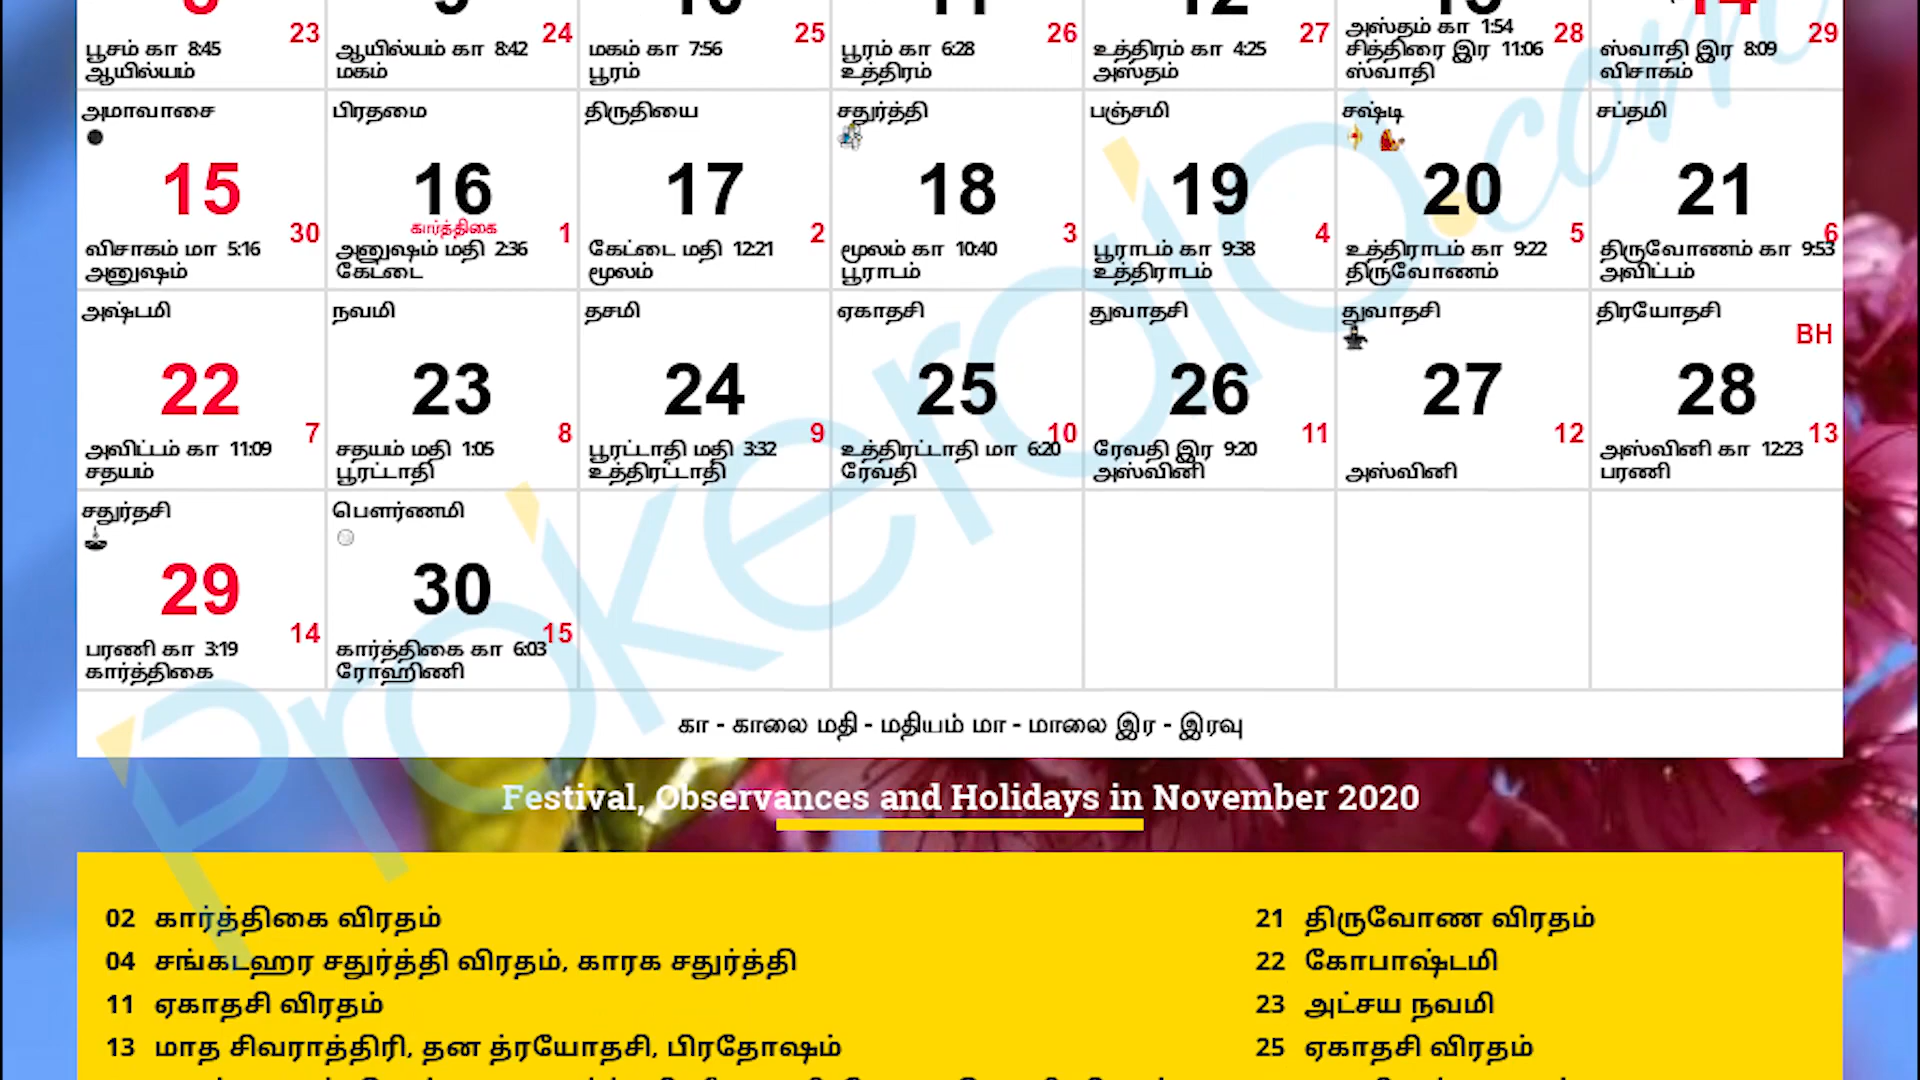 8 9 10 11 12 13 14
அஸ்தம் கா 1:54
23 24 25 26 27 28 29
பூசம் கா 8:45 ஆயில்யம் கா 8:42 மகம் கா 7:56 பூரம் கா 6:28 உத்திரம் கா 4:25 சித்திரை இர 11:06 ஸ்வாதி இர 8:09
ஆயில்யம் மகம் பூரம் உத்திரம் அஸ்தம் ஸ்வாதி விசாகம்
அமாவாசை பிரதமை திருதியை சதுர்த்தி பஞ்சமி சஷ்டி சப்தமி
15 16 17 18 19 20 21
கார்த்திகை
30 1 2 3 4 5 6
விசாகம் மா 5:16 அனுஷம் மதி 2:36 கேட்டை மதி 12:21 மூலம் கா 10:40 பூராடம் கா 9:38 உத்திராடம் கா 9:22 திருவோணம் கா 9:53
அனுஷம் கேட்டை மூலம் பூராடம் உத்திராடம் திருவோணம் அவிட்டம்
அஷ்டமி நவமி தசமி ஏகாதசி துவாதசி துவாதசி திரயோதசி
BH
22 23 24 25 26 27 28
7 8 9 10 11 12 13
அவிட்டம் கா 11:09 சதயம் மதி 1:05 பூரட்டாதி மதி 3:32 உத்திரட்டாதி மா 6:20 ரேவதி இர 9:20 அஸ்வினி கா 12:23
சதயம் பூரட்டாதி உத்திரட்டாதி ரேவதி அஸ்வினி அஸ்வினி பரணி
சதுர்தசி பௌர்ணமி
29 30
14 15
பரணி கா 3:19 கார்த்திகை கா 6:03
கார்த்திகை ரோஹிணி
கா - காலை மதி - மதியம் மா - மாலை இர - இரவு
Prokerala.com
Festival, Observances and Holidays in November 2020
02 கார்த்திகை விரதம்
04 சங்கடஹர சதுர்த்தி விரதம், காரக சதுர்த்தி
11 ஏகாதசி விரதம்
13 மாத சிவராத்திரி, தன த்ரயோதசி, பிரதோஷம்
21 திருவோண விரதம்
22 கோபாஷ்டமி
23 அட்சய நவமி
25 ஏகாதசி விரதம்